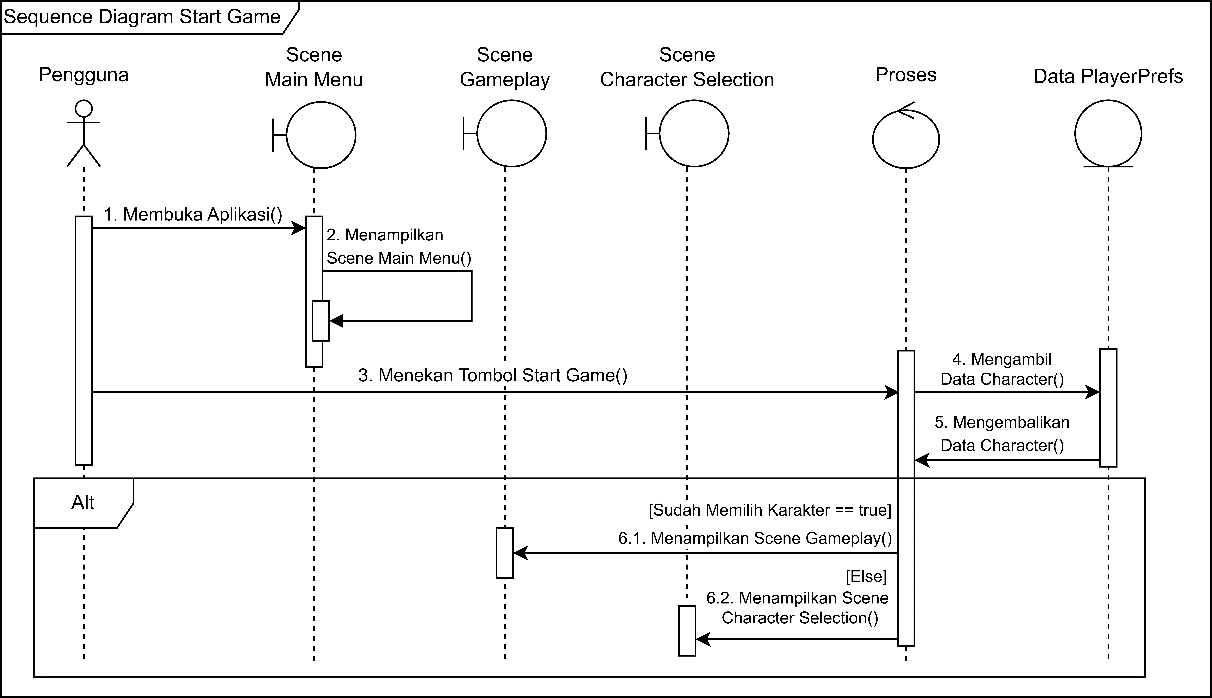 Sequence Diagram Start Game
Pengguna
Scene
Main Menu
Scene
Gameplay
Scene
Character Selection
Proses
Data PlayerPrefs
1. Membuka Aplikasi()
2. Menampilkan
Scene Main Menu()
3. Menekan Tombol Start Game()
4. Mengambil
Data Character()
5. Mengembalikan
Data Character()
Alt
[Sudah Memilih Karakter == true]
6.1. Menampilkan Scene Gameplay()
[Else]
6.2. Menampilkan Scene
Character Selection()